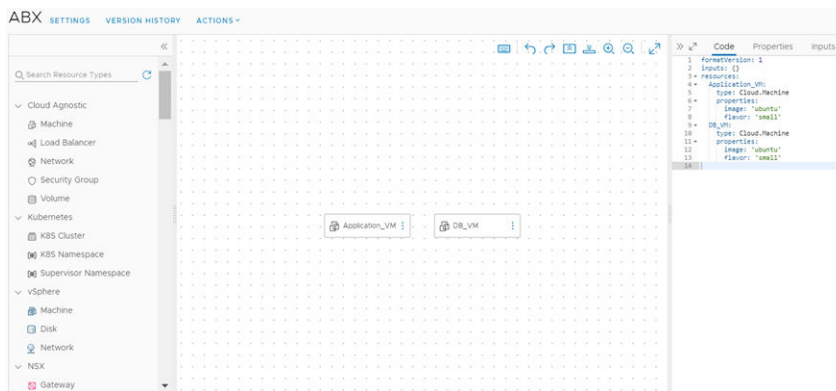 ABX SETTINGS VERSION HISTORY ACTIONS
Search Resource Types
Cloud Agnostic
Machine
Load Balancer
Network
Security Group
Volume
Kubernetes
K8S Cluster
K8S Namespace
Supervisor Namespace
vSphere
Machine
Disk
Network
NSX
Gateway
Application_VM
DB_VM
Code Properties Inputs
1 formatVersion: 1
2 inputs: {}
3 resources:
4 Application_VM:
5 type: Cloud.Machine
6 properties:
7 image: 'ubuntu'
8 flavor: 'small'
9 DB_VM:
10 type: Cloud.Machine
11 properties:
12 image: 'ubuntu'
13 flavor: 'small'
14